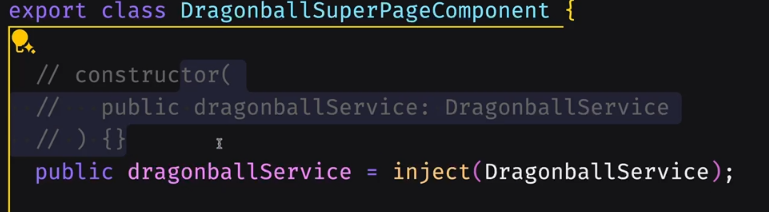 export class DragonballSuperPageComponent {
// constructor(
//   public dragonballService: DragonballService
// ) {}
public dragonballService = inject(DragonballService);